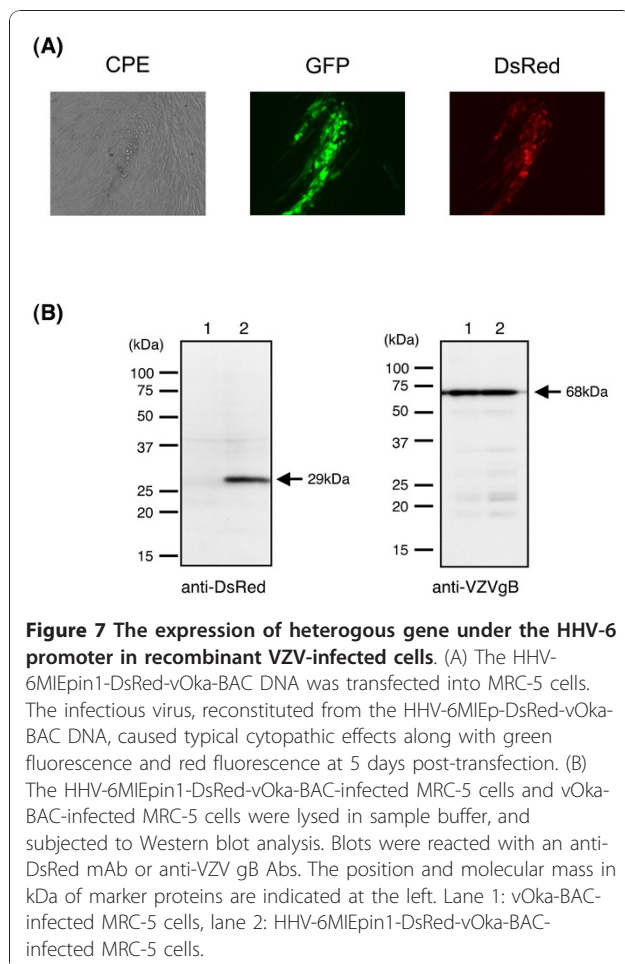 (A)
CPE GFP DsRed
(B)
1 2
(kDa)
100
75
50
37
25
20
15
29kDa
anti-DsRed
1 2
(kDa)
100
75
50
37
25
20
15
68kDa
anti-VZVgB
Figure 7 The expression of heterogous gene under the HHV-6
promoter in recombinant VZV-infected cells. (A) The HHV-
6MIEpin1-DsRed-vOka-BAC DNA was transfected into MRC-5 cells.
The infectious virus, reconstituted from the HHV-6MIEp-DsRed-vOka-
BAC DNA, caused typical cytopathic effects along with green
fluorescence and red fluorescence at 5 days post-transfection. (B)
The HHV-6MIEpin1-DsRed-vOka-BAC-infected MRC-5 cells and vOka-
BAC-infected MRC-5 cells were lysed in sample buffer, and
subjected to Western blot analysis. Blots were reacted with an anti-
DsRed mAb or anti-VZV gB Abs. The position and molecular mass in
kDa of marker proteins are indicated at the left. Lane 1: vOka-BAC-
infected MRC-5 cells, lane 2: HHV-6MIEpin1-DsRed-vOka-BAC-
infected MRC-5 cells.